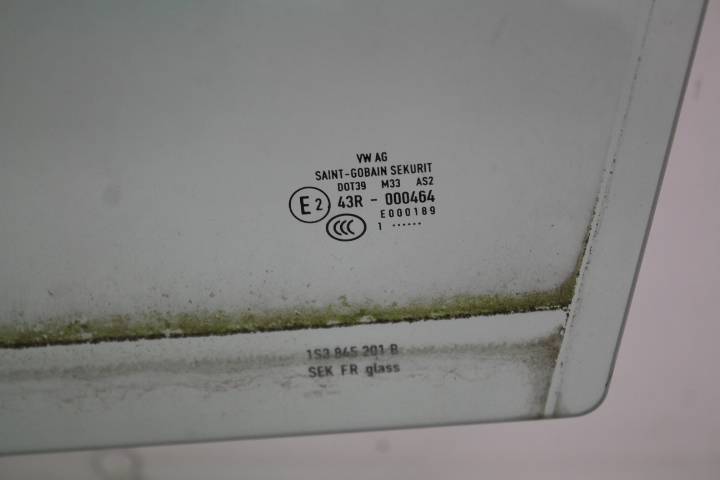 VW AG
SAINT-GOBAIN SEKURIT
DOT39 M33 AS2
E2 43R - 000464
E000189
CCC 1 ......
1S3 845 201 B
SEK FR glass